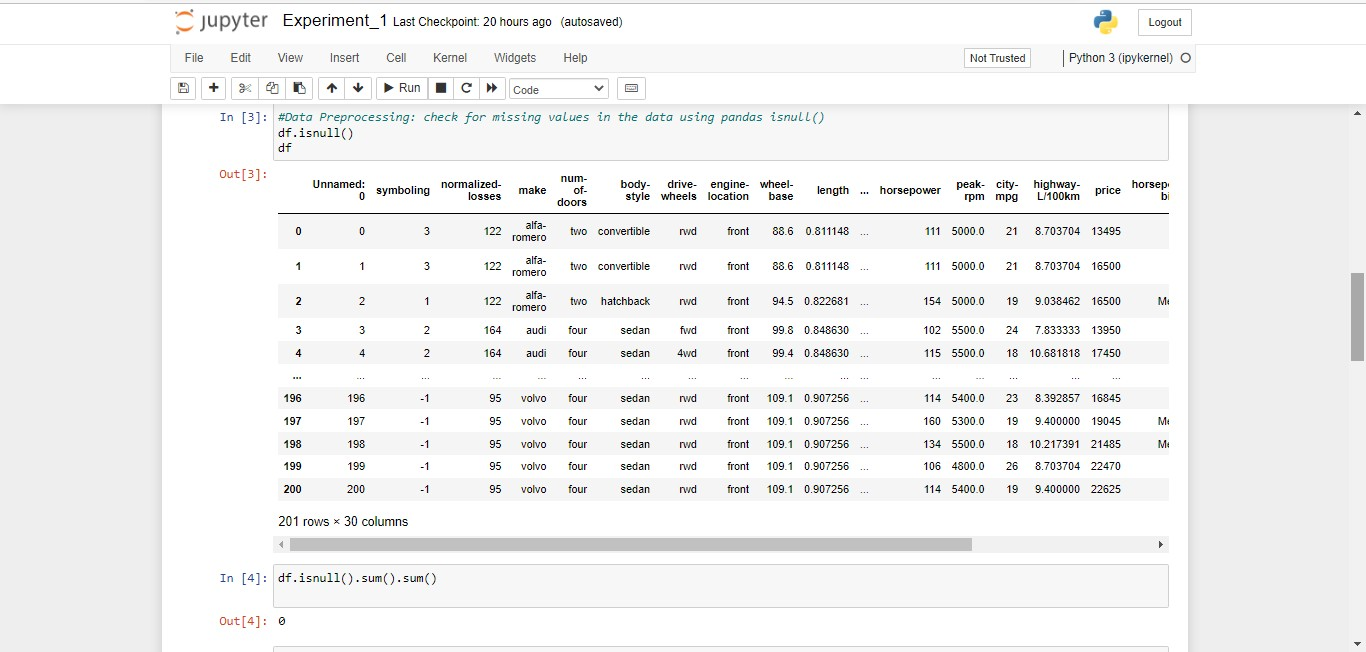 jupyter Experiment_1 Last Checkpoint: 20 hours ago (autosaved) Logout
File Edit View Insert Cell Kernel Widgets Help Not Trusted Python 3 (ipykernel)
Run Code
In [3]: #Data Preprocessing: check for missing values in the data using pandas isnull()
df.isnull()
df
Out[3]:
Unnamed: 0 symboling normalized-losses make num-of-doors body-style drive-wheels engine-location wheel-base length ... horsepower peak-rpm city-mpg highway-L/100km price
0 0 3 122 alfa-romero two convertible rwd front 88.6 0.811148 ... 111 5000.0 21 8.703704 13495
1 1 3 122 alfa-romero two convertible rwd front 88.6 0.811148 ... 111 5000.0 21 8.703704 16500
2 2 1 122 alfa-romero two hatchback rwd front 94.5 0.822681 ... 154 5000.0 19 9.038462 16500
3 3 2 164 audi four sedan fwd front 99.8 0.848630 ... 102 5500.0 24 7.833333 13950
4 4 2 164 audi four sedan 4wd front 99.4 0.848630 ... 115 5500.0 18 10.681818 17450
... ... ... ... ... ... ... ... ... ... ... ... ... ... ... ... ...
196 196 -1 95 volvo four sedan rwd front 109.1 0.907256 ... 114 5400.0 23 8.392857 16845
197 197 -1 95 volvo four sedan rwd front 109.1 0.907256 ... 160 5300.0 19 9.400000 19045
198 198 -1 95 volvo four sedan rwd front 109.1 0.907256 ... 134 5500.0 18 10.217391 21485
199 199 -1 95 volvo four sedan rwd front 109.1 0.907256 ... 106 4800.0 26 8.703704 22470
200 200 -1 95 volvo four sedan rwd front 109.1 0.907256 ... 114 5400.0 19 9.400000 22625
201 rows × 30 columns
In [4]: df.isnull().sum().sum()
Out[4]: 0